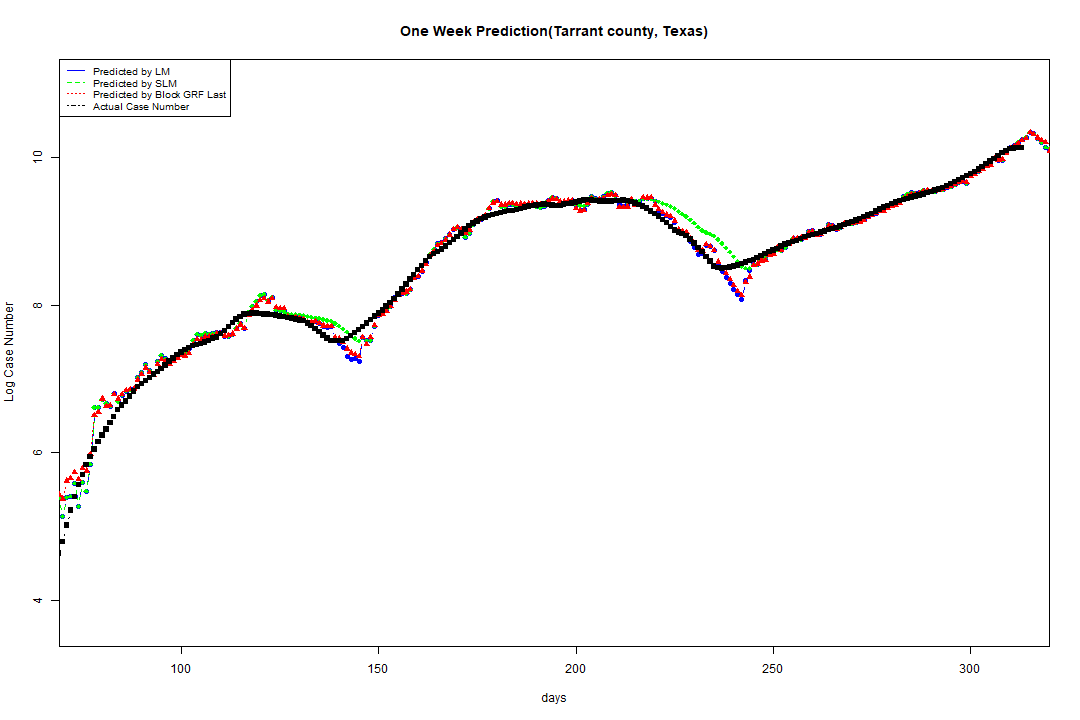 One Week Prediction(Tarrant county, Texas)
Predicted by LM
Predicted by SLM
Predicted by Block GRF Last
Actual Case Number
Log Case Number
10
8
6
4
100 150 200 250 300
days